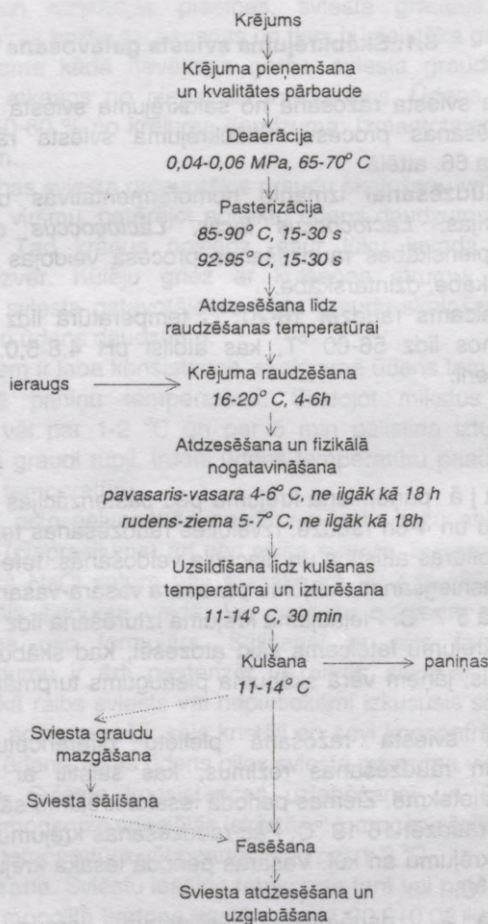 Krējums
Krējuma pieņemšana
un kvalitātes pārbaude
Deaerācija
0,04-0,06 MPa, 65-70° C
Pasterizācija
85-90° C, 15-30 s
92-95° C, 15-30 s
Atdzesēšana līdz
raudzēšanas temperatūrai
ieraugs
Krējuma raudzēšana
16-20° C, 4-6h
Atdzesēšana un fizikālā
nogatavināšana
pavasaris-vasara 4-6° C, ne ilgāk kā 18 h
rudens-ziema 5-7° C, ne ilgāk kā 18h
Uzsildīšana līdz kulšanas
temperatūrai un izturēšana
11-14° C, 30 min
Kulšana
paniņas
11-14° C
Sviesta graudu
mazgāšana
Sviesta sālīšana
Fasēšana
Sviesta atdzesēšana un
uzglabāšana